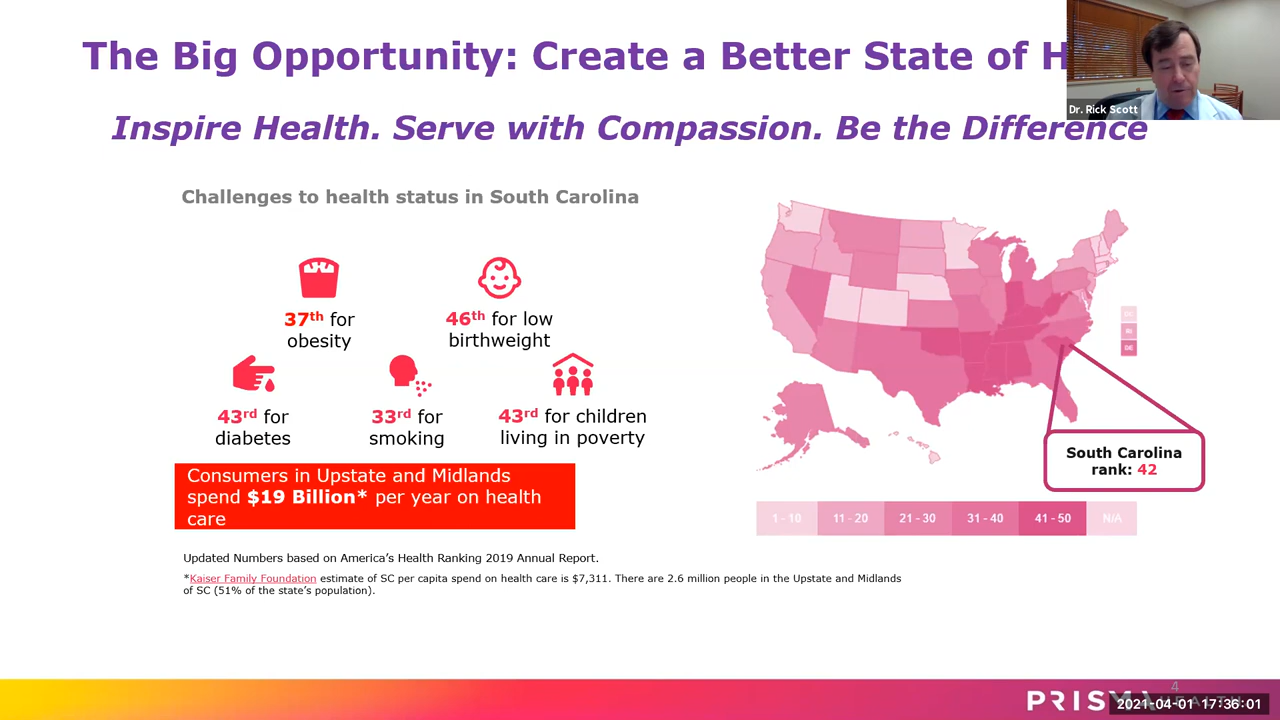 The Big Opportunity: Create a Better State of
Dr. Rick Scott
Inspire Health. Serve with Compassion. Be the Difference
Challenges to health status in South Carolina
37th for
obesity
46th for low
birthweight
43rd for
diabetes
33rd for
smoking
43rd for children
living in poverty
Consumers in Upstate and Midlands
spend $19 Billion* per year on health
care
DC
RI
DE
South Carolina
rank: 42
1 - 10
11 - 20
21 - 30
31 - 40
41 - 50
N/A
Updated Numbers based on America’s Health Ranking 2019 Annual Report.
*Kaiser Family Foundation estimate of SC per capita spend on health care is $7,311. There are 2.6 million people in the Upstate and Midlands
of SC (51% of the state’s population).
4
PRISMA
2021-04-01 17:36:01